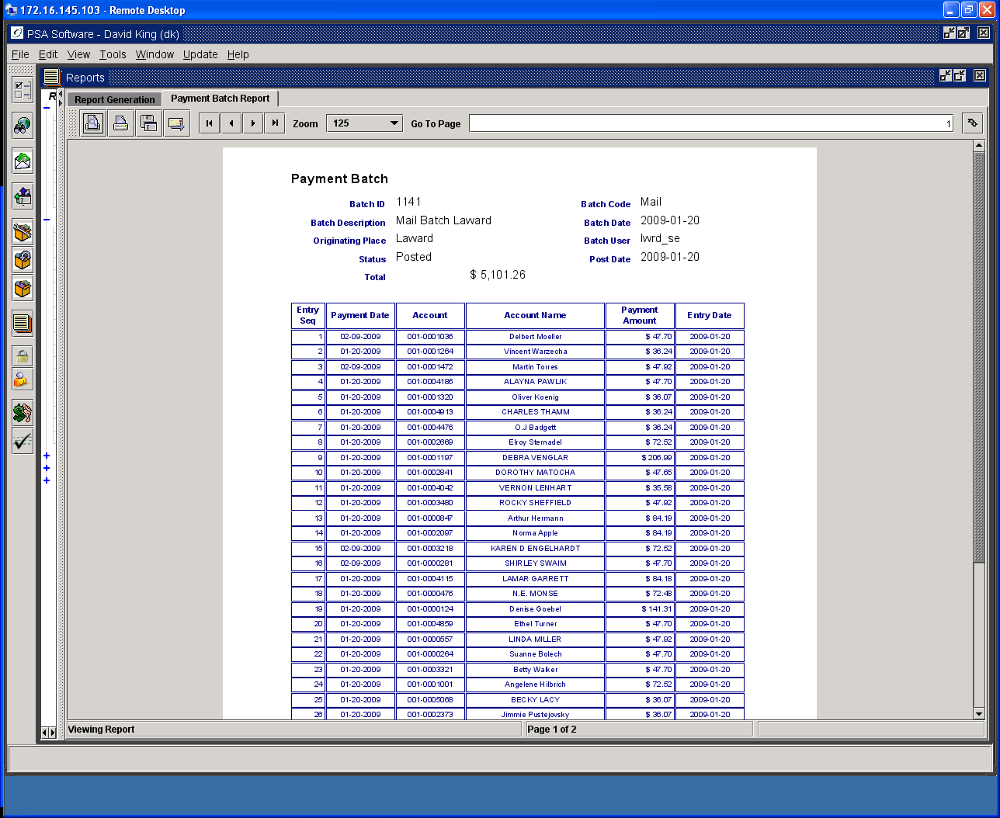 172.16.145.103 - Remote Desktop
PSA Software - David King (dk)
File Edit View Tools Window Update Help
Reports
R
Report Generation Payment Batch Report
Zoom 125 Go To Page 1
Payment Batch
Batch ID 1141 Batch Code Mail
Batch Description Mail Batch Laward Batch Date 2009-01-20
Originating Place Laward Batch User lwrd_se
Status Posted Post Date 2009-01-20
Total $ 5,101.26
Entry Seq Payment Date Account Account Name Payment Amount Entry Date
1 02-09-2009 001-0001036 Delbert Moeller $ 47.70 2009-01-20
2 01-20-2009 001-0001264 Vincent Warzecha $ 36.24 2009-01-20
3 02-09-2009 001-0001472 Martin Torres $ 47.92 2009-01-20
4 01-20-2009 001-0004186 ALAYNA PAWLIK $ 47.70 2009-01-20
5 01-20-2009 001-0001320 Oliver Koenig $ 36.07 2009-01-20
6 01-20-2009 001-0004913 CHARLES THAMM $ 36.24 2009-01-20
7 01-20-2009 001-0004476 O.J Badgett $ 36.24 2009-01-20
8 01-20-2009 001-0002669 Elroy Sternadel $ 72.52 2009-01-20
9 01-20-2009 001-0001197 DEBRA VENGLAR $ 206.99 2009-01-20
10 01-20-2009 001-0002841 DOROTHY MATOCHA $ 47.65 2009-01-20
11 01-20-2009 001-0004042 VERNON LENHART $ 35.58 2009-01-20
12 01-20-2009 001-0003480 ROCKY SHEFFIELD $ 47.92 2009-01-20
13 01-20-2009 001-0000847 Arthur Hermann $ 84.19 2009-01-20
14 01-20-2009 001-0002097 Norma Apple $ 84.19 2009-01-20
15 02-09-2009 001-0003218 KAREN D ENGELHARDT $ 72.52 2009-01-20
16 02-09-2009 001-0000281 SHIRLEY SWAIM $ 47.70 2009-01-20
17 01-20-2009 001-0004115 LAMAR GARRETT $ 84.18 2009-01-20
18 01-20-2009 001-0000476 N.E. MONSE $ 72.48 2009-01-20
19 01-20-2009 001-0000124 Denise Goebel $ 141.31 2009-01-20
20 01-20-2009 001-0004859 Ethel Turner $ 47.70 2009-01-20
21 01-20-2009 001-0000557 LINDA MILLER $ 47.92 2009-01-20
22 01-20-2009 001-0000264 Suanne Bolech $ 47.70 2009-01-20
23 01-20-2009 001-0003321 Betty Walker $ 47.70 2009-01-20
24 01-20-2009 001-0001001 Angelene Hilbrich $ 72.52 2009-01-20
25 01-20-2009 001-0005068 BECKY LACY $ 36.07 2009-01-20
26 01-20-2009 001-0002373 Jimmie Pustejovsky $ 36.07 2009-01-20
Viewing Report Page 1 of 2